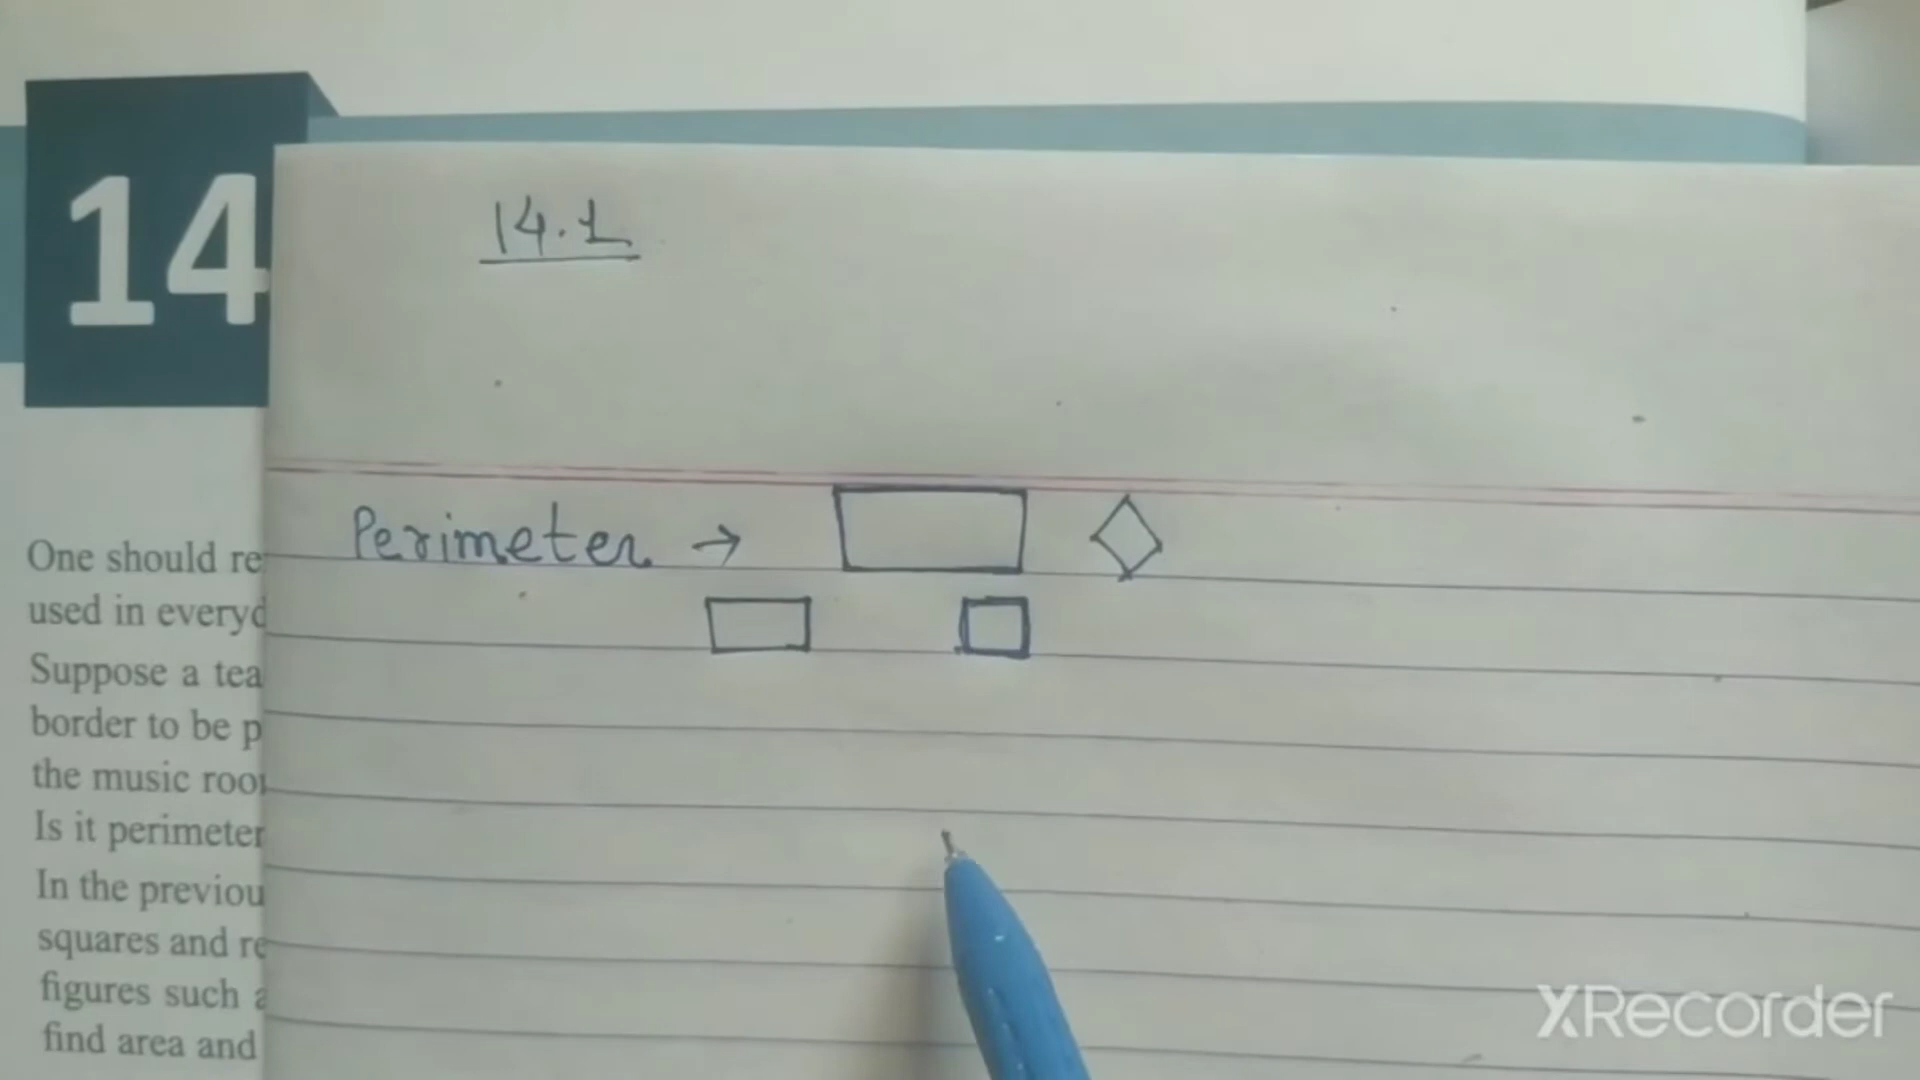 14
14.1
Perimeter →
One should re
used in everyd
Suppose a tea
border to be p
the music roo
Is it perimeter
In the previou
squares and re
figures such a
find area and
XRecorder